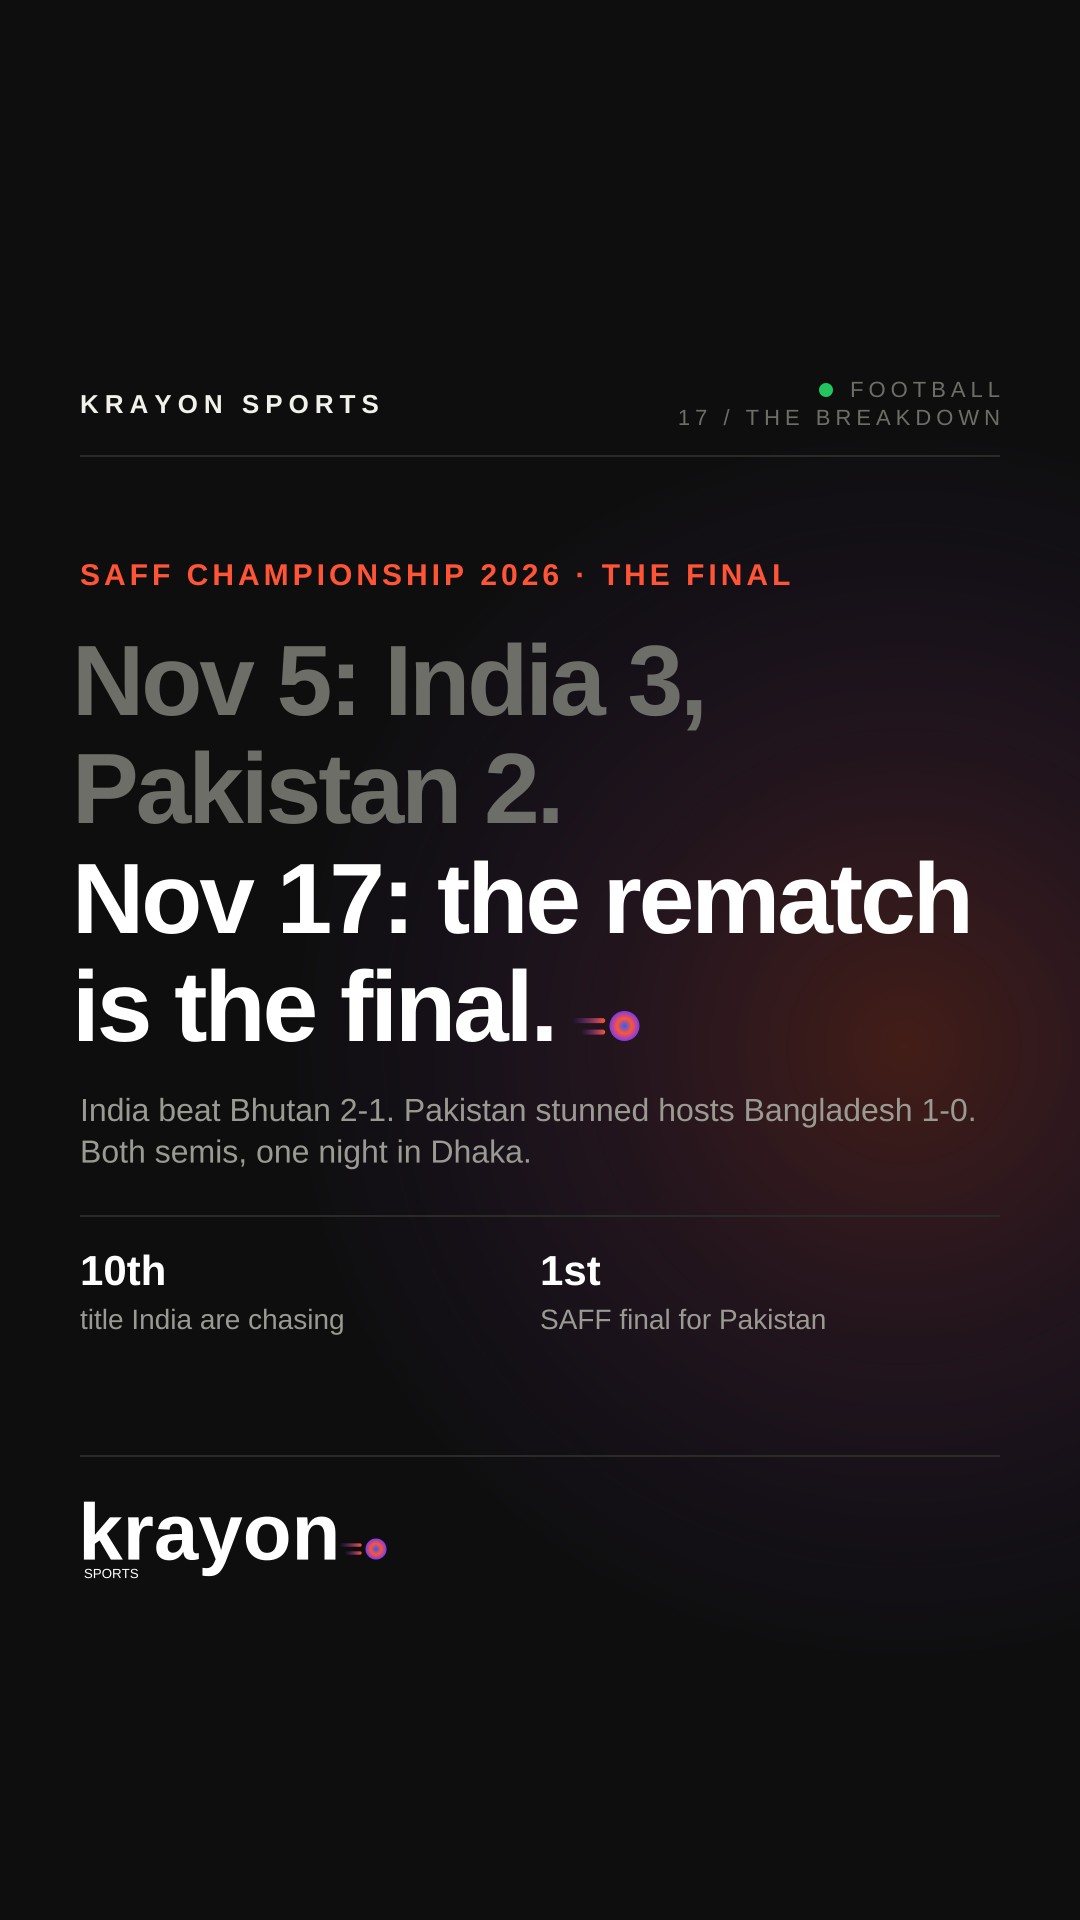 KRAYON SPORTS
FOOTBALL
17 / THE BREAKDOWN
SAFF CHAMPIONSHIP 2026 · THE FINAL
Nov 5: India 3,
Pakistan 2.
Nov 17: the rematch
is the final.
India beat Bhutan 2-1. Pakistan stunned hosts Bangladesh 1-0.
Both semis, one night in Dhaka.
10th
title India are chasing
1st
SAFF final for Pakistan
krayon
SPORTS